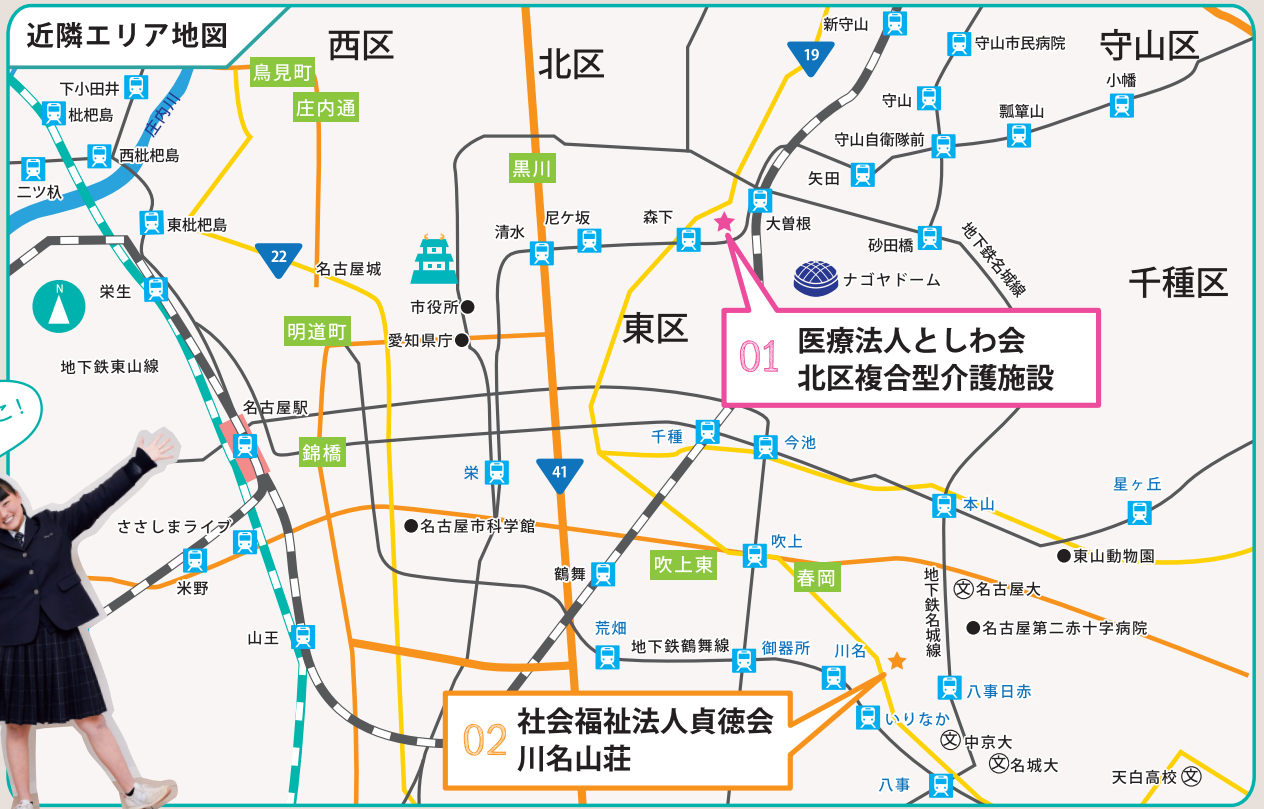 近隣エリア地図
西区
北区
守山区
千種区
東区
鳥見町
庄内通
黒川
明道町
錦橋
吹上東
春岡
19
22
41
N
新守山
守山市民病院
小幡
守山
瓢箪山
守山自衛隊前
矢田
大曽根
砂田橋
地下鉄名城線
ナゴヤドーム
下小田井
枇杷島
庄内川
西枇杷島
二ツ杁
東枇杷島
栄生
名古屋城
市役所
愛知県庁
清水
尼ケ坂
森下
地下鉄東山線
名古屋駅
01
医療法人としわ会
北区複合型介護施設
千種
今池
栄
本山
星ヶ丘
東山動物園
名古屋市科学館
ささしまライブ
米野
山王
鶴舞
吹上
荒畑
地下鉄鶴舞線
御器所
川名
地下鉄名城線
文名古屋大
名古屋第二赤十字病院
八事日赤
いりなか
文中京大
文名城大
八事
天白高校文
02
社会福祉法人貞徳会
川名山荘
こ!